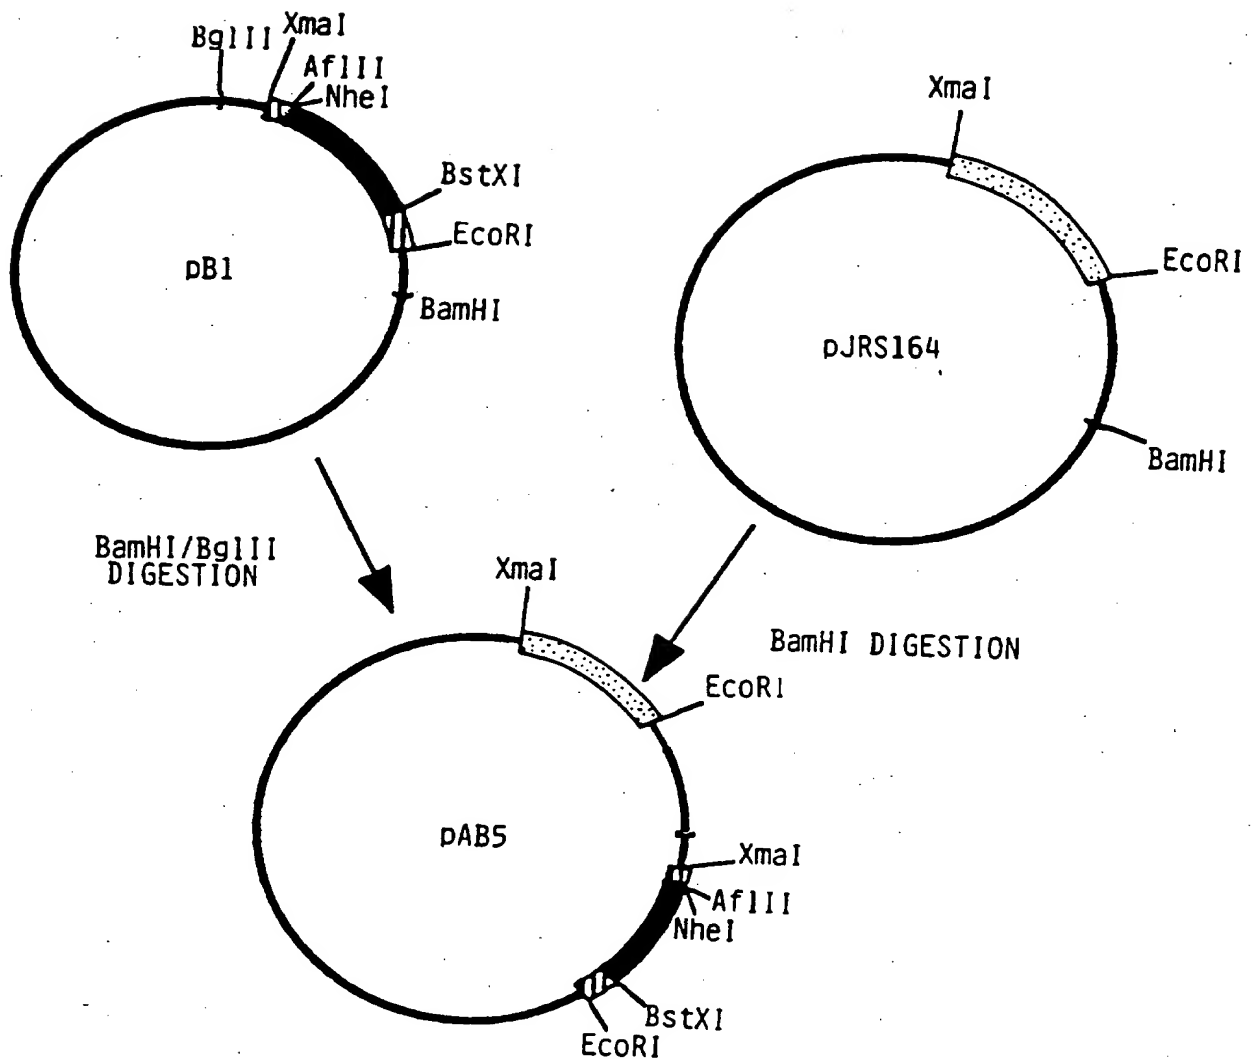 BglII
XmaI
AflII
NheI
BstXI
EcoRI
BamHI
pB1
XmaI
EcoRI
pJRS164
BamHI
BamHI/BglII
DIGESTION
BamHI DIGESTION
XmaI
EcoRI
pAB5
XmaI
AflII
NheI
BstXI
EcoRI